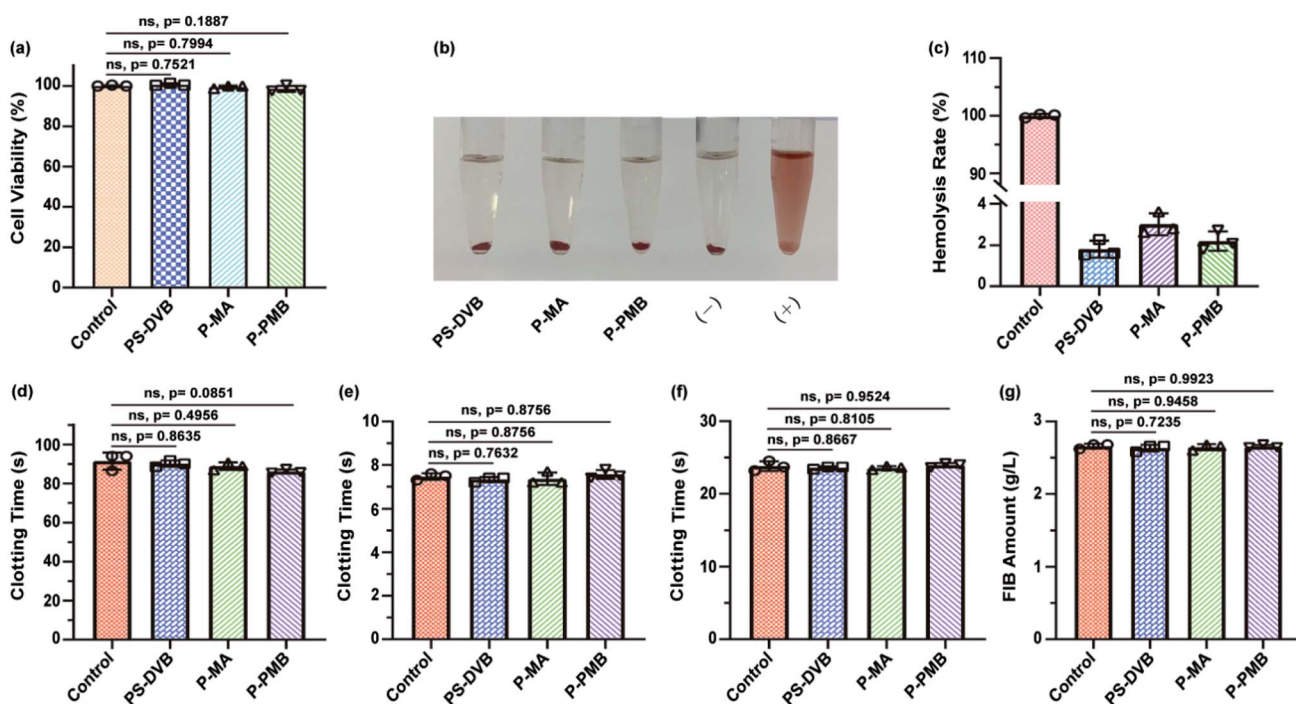 (a)
ns, p= 0.1887
ns, p= 0.7994
ns, p= 0.7521
Cell Viability (%)
100
80
60
40
20
0
Control
PS-DVB
P-MA
P-PMB
(b)
PS-DVB
P-MA
P-PMB
(−)
(+)
(c)
Hemolysis Rate (%)
110
100
90
4
2
0
Control
PS-DVB
P-MA
P-PMB
(d)
ns, p= 0.0851
ns, p= 0.4956
ns, p= 0.8635
Clotting Time (s)
100
80
60
40
20
0
Control
PS-DVB
P-MA
P-PMB
(e)
ns, p= 0.8756
ns, p= 0.8756
ns, p= 0.7632
Clotting Time (s)
10
8
6
4
2
0
Control
PS-DVB
P-MA
P-PMB
(f)
ns, p= 0.9524
ns, p= 0.8105
ns, p= 0.8667
Clotting Time (s)
30
20
10
0
Control
PS-DVB
P-MA
P-PMB
(g)
ns, p= 0.9923
ns, p= 0.9458
ns, p= 0.7235
FIB Amount (g/L)
3
2
1
0
Control
PS-DVB
P-MA
P-PMB